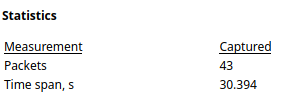 Statistics
Measurement Captured
Packets 43
Time span, s 30.394